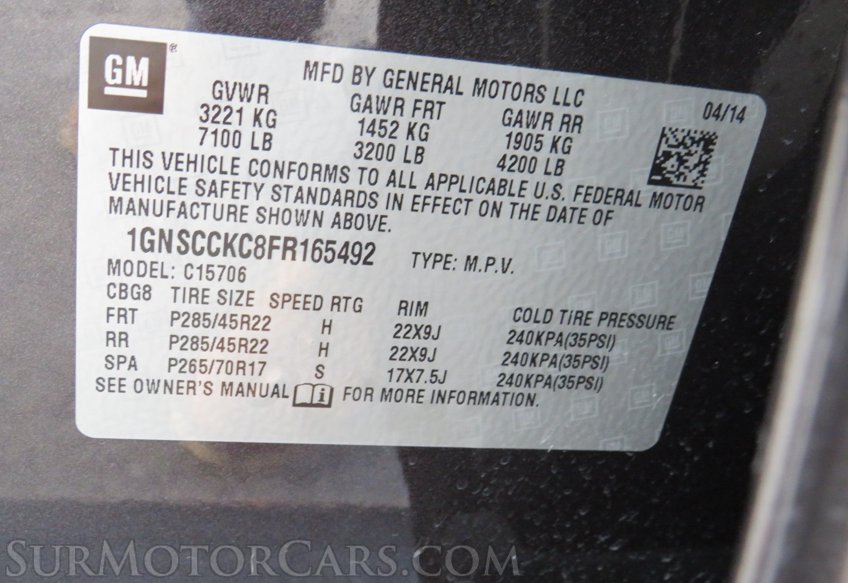 GM ®
MFD BY GENERAL MOTORS LLC
04/14
GVWR GAWR FRT GAWR RR
3221 KG 1452 KG 1905 KG
7100 LB 3200 LB 4200 LB
THIS VEHICLE CONFORMS TO ALL APPLICABLE U.S. FEDERAL MOTOR
VEHICLE SAFETY STANDARDS IN EFFECT ON THE DATE OF
MANUFACTURE SHOWN ABOVE.
1GNSCCKC8FR165492 TYPE: M.P.V.
MODEL: C15706
CBG8 TIRE SIZE SPEED RTG RIM COLD TIRE PRESSURE
FRT P285/45R22 H 22X9J 240KPA(35PSI)
RR P285/45R22 H 22X9J 240KPA(35PSI)
SPA P265/70R17 S 17X7.5J 240KPA(35PSI)
SEE OWNER'S MANUAL i FOR MORE INFORMATION.
SURMOTORCARS.COM